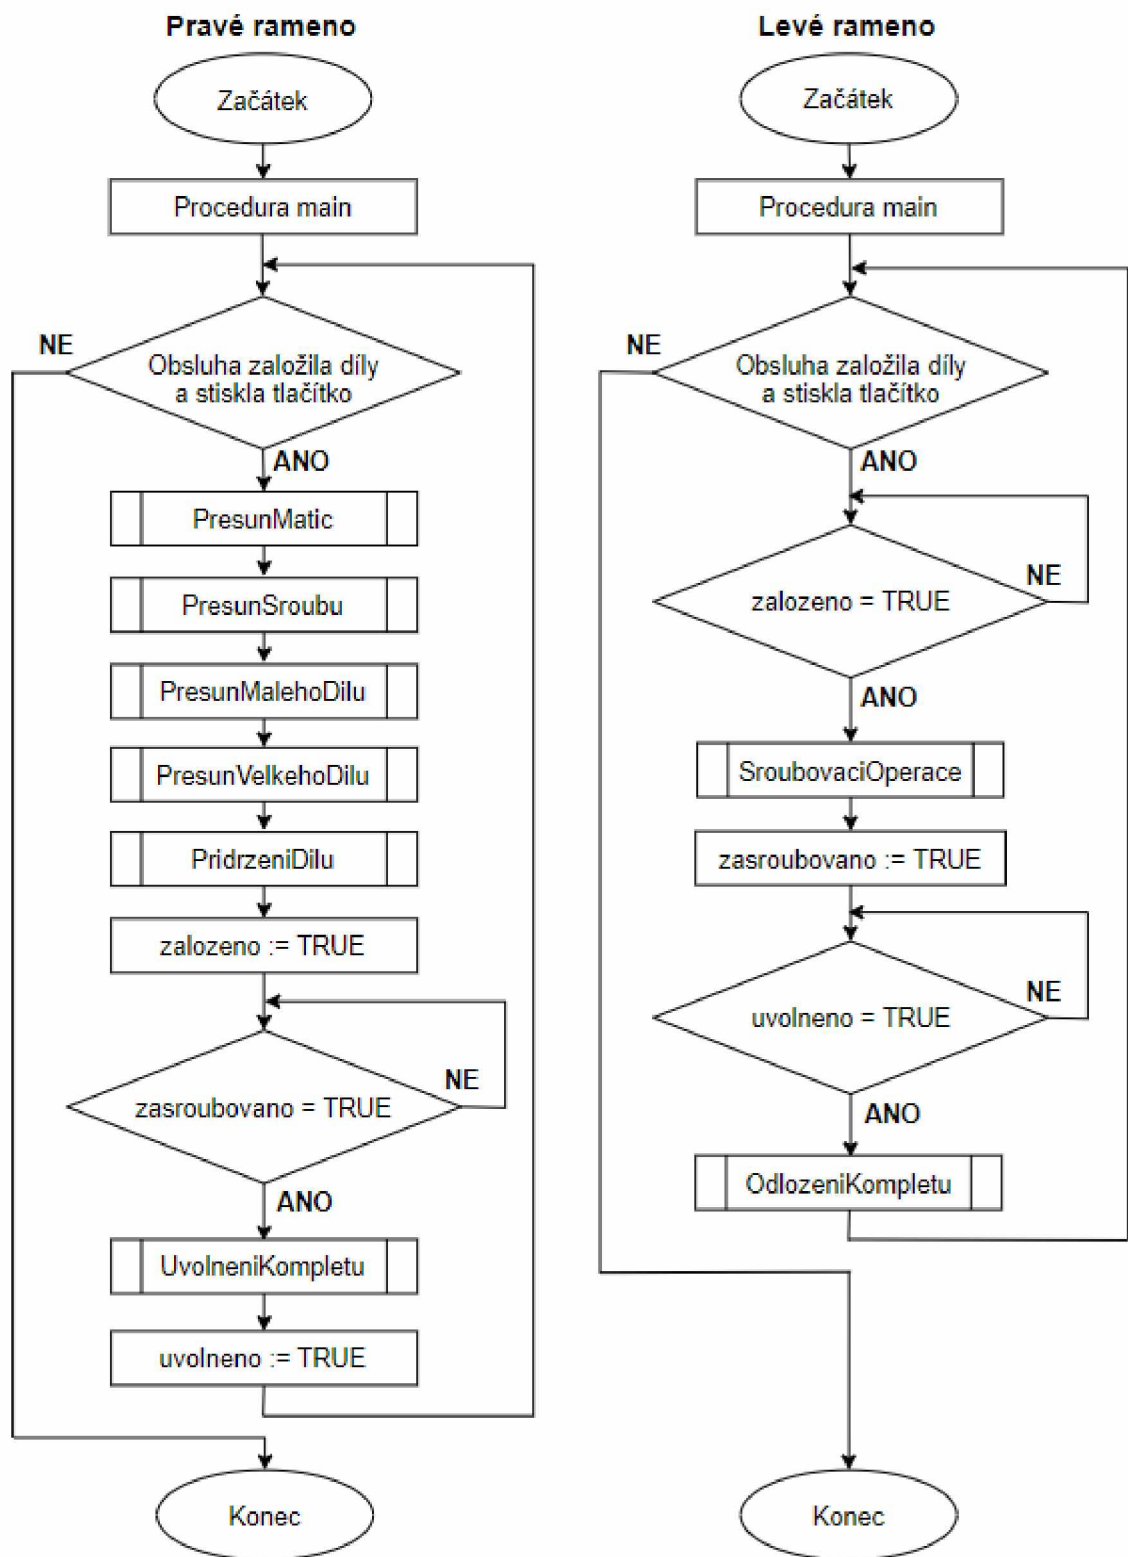 Pravé rameno
Začátek
Procedura main
NE
Obsluha založila díly
a stiskla tlačítko
ANO
PresunMatic
PresunSroubu
PresunMalehoDilu
PresunVelkehoDilu
PridrzeniDilu
zalozeno := TRUE
NE
zasroubovano = TRUE
ANO
UvolneniKompletu
uvolneno := TRUE
Konec
Levé rameno
Začátek
Procedura main
NE
Obsluha založila díly
a stiskla tlačítko
ANO
NE
zalozeno = TRUE
ANO
SroubovaciOperace
zasroubovano := TRUE
NE
uvolneno = TRUE
ANO
OdlozeniKompletu
Konec